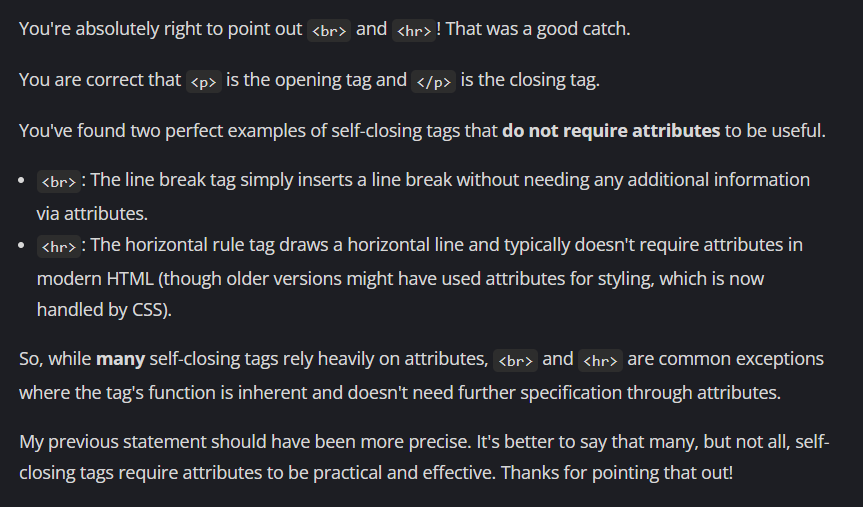 You're absolutely right to point out <br> and <hr>! That was a good catch.
You are correct that <p> is the opening tag and </p> is the closing tag.
You've found two perfect examples of self-closing tags that do not require attributes to be useful.
• <br>: The line break tag simply inserts a line break without needing any additional information
via attributes.
• <hr>: The horizontal rule tag draws a horizontal line and typically doesn't require attributes in
modern HTML (though older versions might have used attributes for styling, which is now
handled by CSS).
So, while many self-closing tags rely heavily on attributes, <br> and <hr> are common exceptions
where the tag's function is inherent and doesn't need further specification through attributes.
My previous statement should have been more precise. It's better to say that many, but not all, self-
closing tags require attributes to be practical and effective. Thanks for pointing that out!